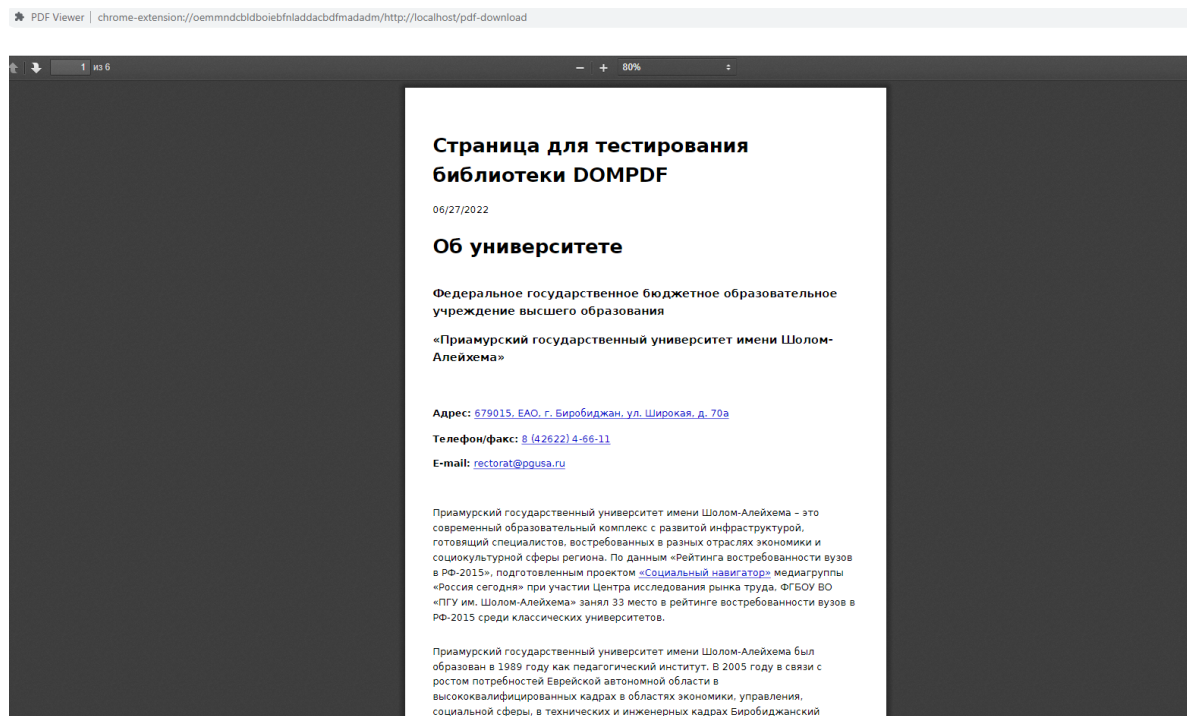 PDF Viewer | chrome-extension://oemmndcbldboiebfnladdacbdfmadadm/http://localhost/pdf-download
1 из 6
80%
Страница для тестирования
библиотеки DOMPDF
06/27/2022
Об университете
Федеральное государственное бюджетное образовательное
учреждение высшего образования
«Приамурский государственный университет имени Шолом-
Алейхема»
Адрес: 679015, ЕАО, г. Биробиджан, ул. Широкая, д. 70а
Телефон/факс: 8 (42622) 4-66-11
E-mail: rectorat@pgusa.ru
Приамурский государственный университет имени Шолом-Алейхема – это
современный образовательный комплекс с развитой инфраструктурой,
готовящий специалистов, востребованных в разных отраслях экономики и
социокультурной сферы региона. По данным «Рейтинга востребованности вузов
в РФ-2015», подготовленным проектом «Социальный навигатор» медиагруппы
«Россия сегодня» при участии Центра исследования рынка труда, ФГБОУ ВО
«ПГУ им. Шолом-Алейхема» занял 33 место в рейтинге востребованности вузов в
РФ-2015 среди классических университетов.
Приамурский государственный университет имени Шолом-Алейхема был
образован в 1989 году как педагогический институт. В 2005 году в связи с
ростом потребностей Еврейской автономной области в
высококвалифицированных кадрах в областях экономики, управления,
социальной сферы, в технических и инженерных кадрах Биробиджанский